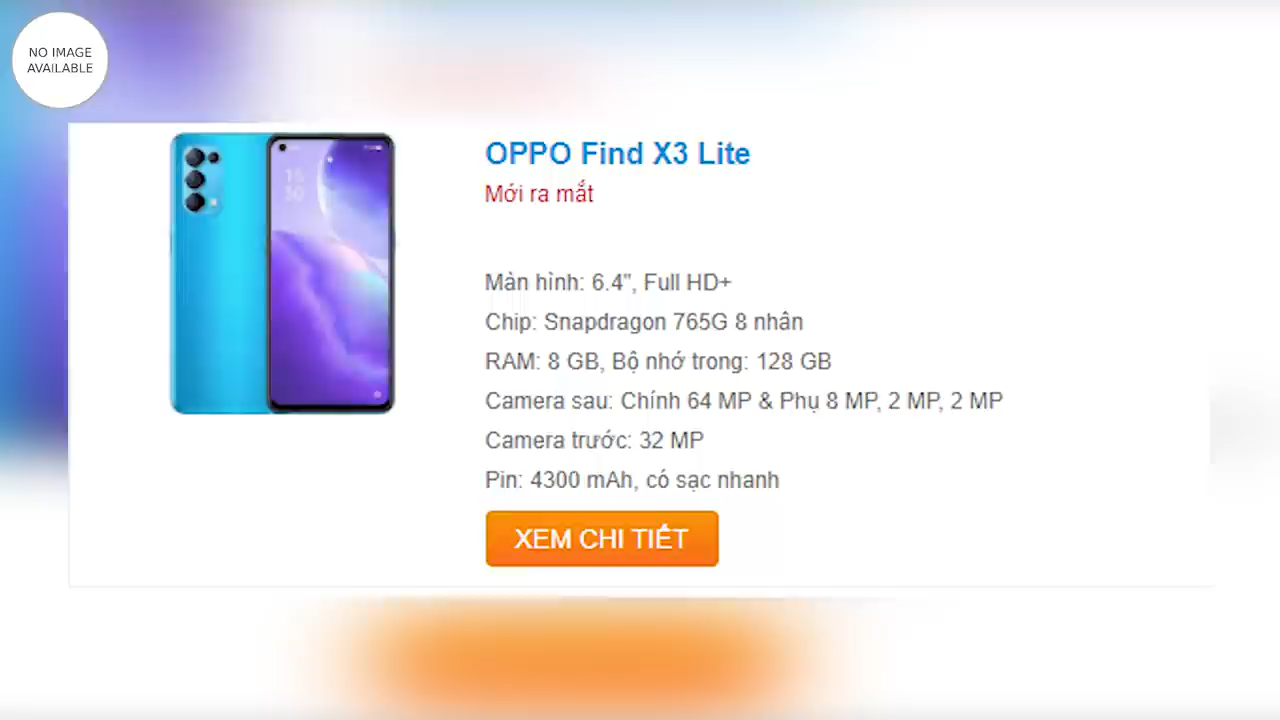 NO IMAGE
AVAILABLE
OPPO Find X3 Lite
Mới ra mắt
Màn hình: 6.4", Full HD+
Chip: Snapdragon 765G 8 nhân
RAM: 8 GB, Bộ nhớ trong: 128 GB
Camera sau: Chính 64 MP & Phụ 8 MP, 2 MP, 2 MP
Camera trước: 32 MP
Pin: 4300 mAh, có sạc nhanh
XEM CHI TIẾT